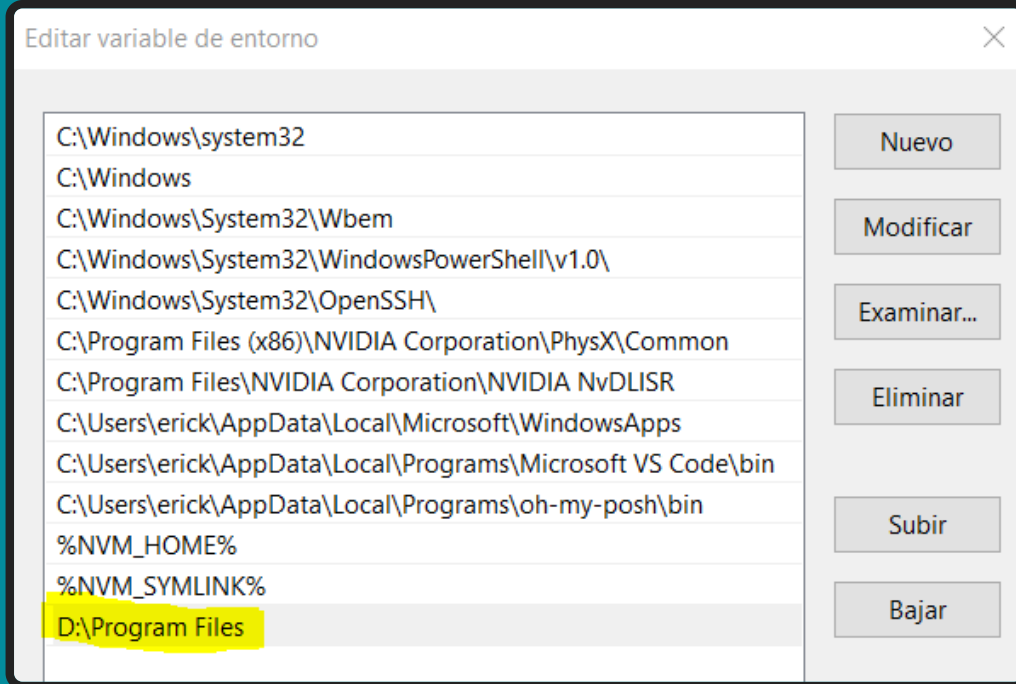 Editar variable de entorno
C:\Windows\system32
Nuevo
C:\Windows
C:\Windows\System32\Wbem
Modificar
C:\Windows\System32\WindowsPowerShell\v1.0\
C:\Windows\System32\OpenSSH\
Examinar...
C:\Program Files (x86)\NVIDIA Corporation\PhysX\Common
C:\Program Files\NVIDIA Corporation\NVIDIA NvDLISR
Eliminar
C:\Users\erick\AppData\Local\Microsoft\WindowsApps
C:\Users\erick\AppData\Local\Programs\Microsoft VS Code\bin
C:\Users\erick\AppData\Local\Programs\oh-my-posh\bin
Subir
%NVM_HOME%
%NVM_SYMLINK%
Bajar
D:\Program Files